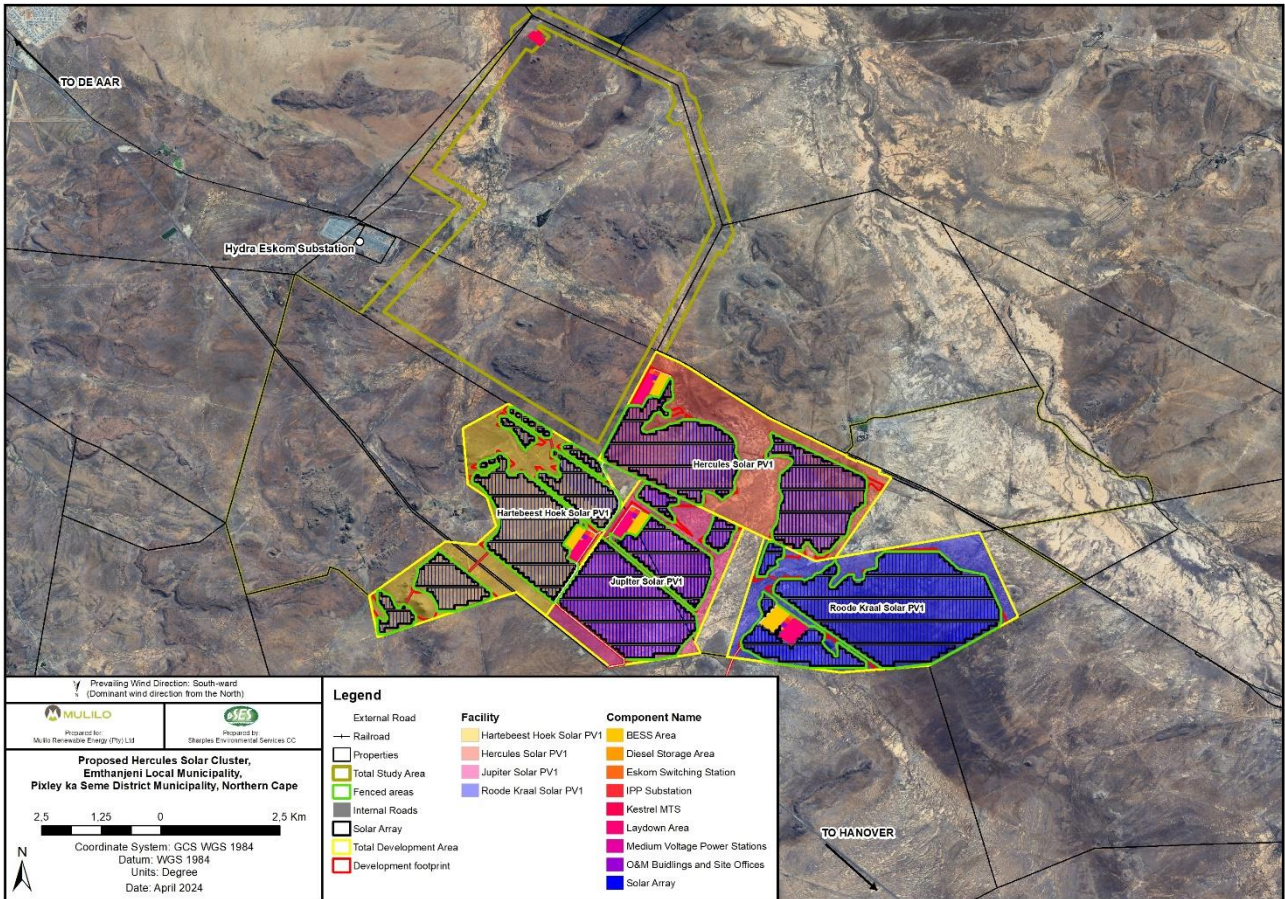 TO DE AAR
Hydra Eskom Substation
Hercules Solar PV1
Hartebeest Hoek Solar PV1
Jupiter Solar PV1
Roode Kraal Solar PV1
TO HANOVER
Prevailing Wind Direction: South-ward
(Dominant wind direction from the North)
MULILO
Prepared for:
Mulilo Renewable Energy (Pty) Ltd
SES
Prepared by:
Sharples Environmental Services CC
Proposed Hercules Solar Cluster,
Emthanjeni Local Municipality,
Pixley ka Seme District Municipality, Northern Cape
2,5 1,25 0 2,5 Km
N
Coordinate System: GCS WGS 1984
Datum: WGS 1984
Units: Degree
Date: April 2024
Legend
External Road
Railroad
Properties
Total Study Area
Fenced areas
Internal Roads
Solar Array
Total Development Area
Development footprint
Facility
Hartebeest Hoek Solar PV1
Hercules Solar PV1
Jupiter Solar PV1
Roode Kraal Solar PV1
Component Name
BESS Area
Diesel Storage Area
Eskom Switching Station
IPP Substation
Kestrel MTS
Laydown Area
Medium Voltage Power Stations
O&M Buidlings and Site Offices
Solar Array